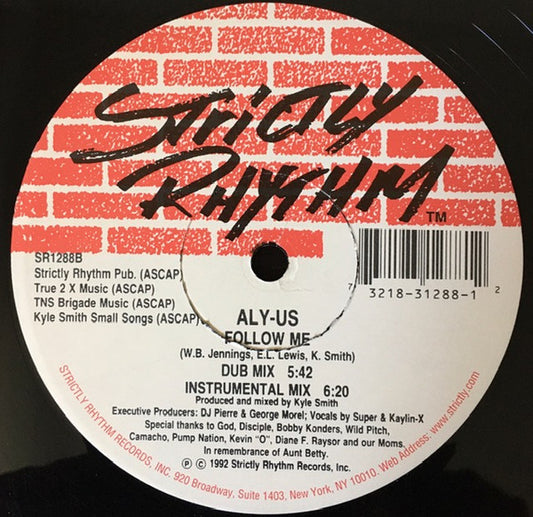 STRICTLY
RHYTHM
TM
SR1288B
Strictly Rhythm Pub. (ASCAP)
True 2 X Music (ASCAP)
TNS Brigade Music (ASCAP)
Kyle Smith Small Songs (ASCAP)
7 3218-31288-1 2
ALY-US
FOLLOW ME
(W.B. Jennings, E.L. Lewis, K. Smith)
DUB MIX 5:42
INSTRUMENTAL MIX 6:20
Produced and mixed by Kyle Smith
Executive Producers: DJ Pierre & George Morel; Vocals by Super & Kaylin-X
Special thanks to God, Disciple, Bobby Konders, Wild Pitch,
Camacho, Pump Nation, Kevin "O", Diane F. Raysor and our Moms.
In remembrance of Aunt Betty.
℗ © 1992 Strictly Rhythm Records, Inc.
STRICTLY RHYTHM RECORDS, INC. 920 Broadway, Suite 1403, New York, NY 10010. Web Address: www.strictly.com